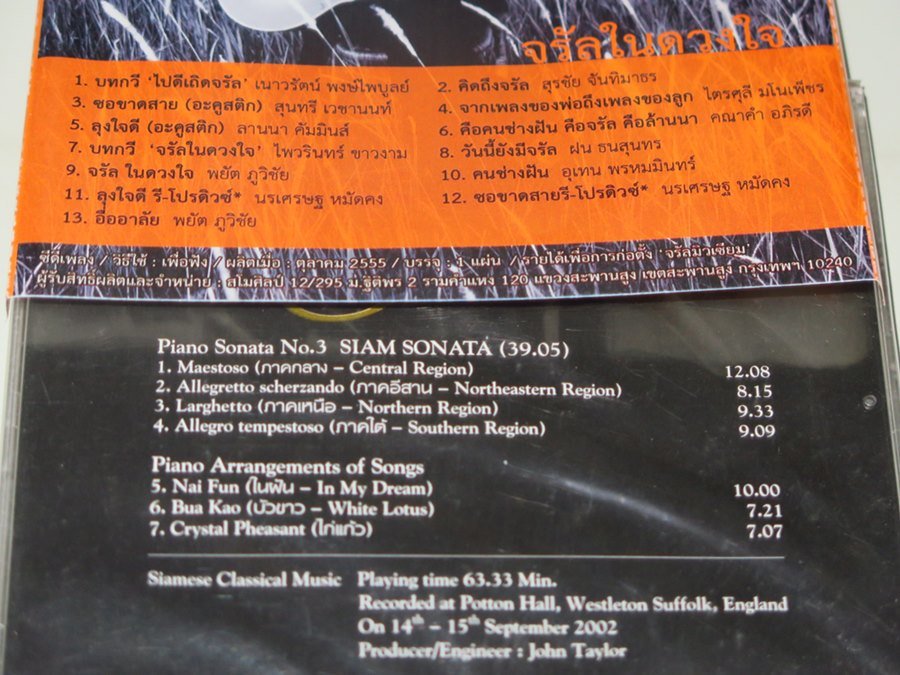 จรัลในดวงใจ
1. บทกวี 'ไปดีเถิดจรัล' เนาวรัตน์ พงษ์ไพบูลย์
2. คิดถึงจรัล สุรชัย จันทิมาธร
3. ซอขาดสาย (อะคูสติก) สุนทรี เวชานนท์
4. จากเพลงของพ่อถึงเพลงของลูก ไตรศุลี มโนเพ็ชร
5. ลุงใจดี (อะคูสติก) ลานนา คัมมินส์
6. คือคนช่างฝัน คือจรัล คือล้านนา คณาคำ อภิรดี
7. บทกวี 'จรัลในดวงใจ' ไพวรินทร์ ขาวงาม
8. วันนี้ยังมีจรัล ฝน ธนสุนทร
9. จรัล ในดวงใจ พยัต ภูวิชัย
10. คนช่างฝัน อุเทน พรหมมินทร์
11. ลุงใจดี รี-โปรดิวซ์* นรเศรษฐ หมัดคง
12. ซอขาดสายรี-โปรดิวซ์* นรเศรษฐ หมัดคง
13. อื่ออาลัย พยัต ภูวิชัย
ซีดีเพลง / วิธีใช้ : เพื่อฟัง / ผลิตเมื่อ : ตุลาคม 2555 / บรรจุ : 1 แผ่น / รายได้เพื่อการก่อตั้ง 'จรัลมิวเซียม'
ผู้รับสิทธิ์ผลิตและจำหน่าย : สไมศิลป์ 12/295 ม.ฐิติพร 2 รามคำแหง 120 แขวงสะพานสูง เขตสะพานสูง กรุงเทพฯ 10240
Piano Sonata No.3 SIAM SONATA (39.05)
1. Maestoso (ภาคกลาง – Central Region) 12.08
2. Allegretto scherzando (ภาคอีสาน – Northeastern Region) 8.15
3. Larghetto (ภาคเหนือ – Northern Region) 9.33
4. Allegro tempestoso (ภาคใต้ – Southern Region) 9.09
Piano Arrangements of Songs
5. Nai Fun (ในฝัน – In My Dream) 10.00
6. Bua Kao (บัวขาว – White Lotus) 7.21
7. Crystal Pheasant (ไก่แก้ว) 7.07
Siamese Classical Music Playing time 63.33 Min.
Recorded at Potton Hall, Westleton Suffolk, England
On 14th – 15th September 2002
Producer/Engineer : John Taylor